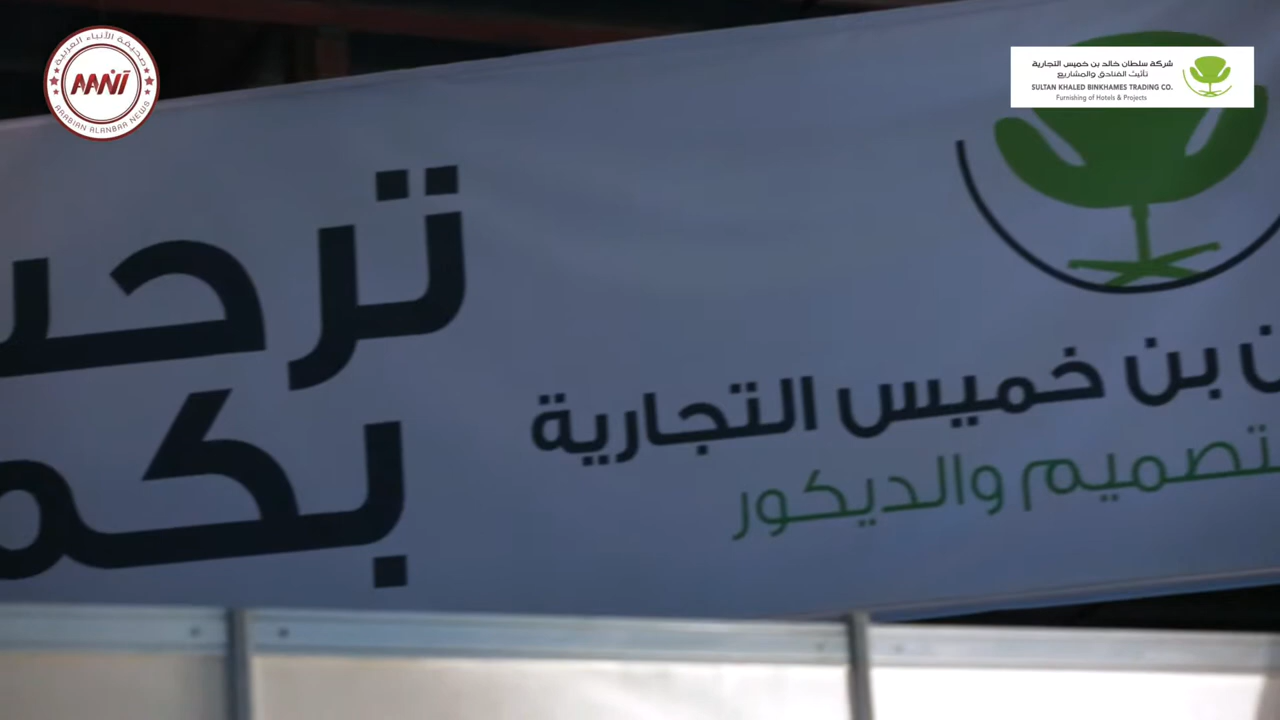 صحيفة الأنباء العربية
AANI
ARABIAN ALANBAA NEWS
شركة سلطان خالد بن خميس التجارية
تأثيث الفنادق والمشاريع
SULTAN KHALED BINKHAMES TRADING CO.
Furnishing of Hotels & Projects
ترحب
بكم
بن خميس التجارية
تصميم والديكور